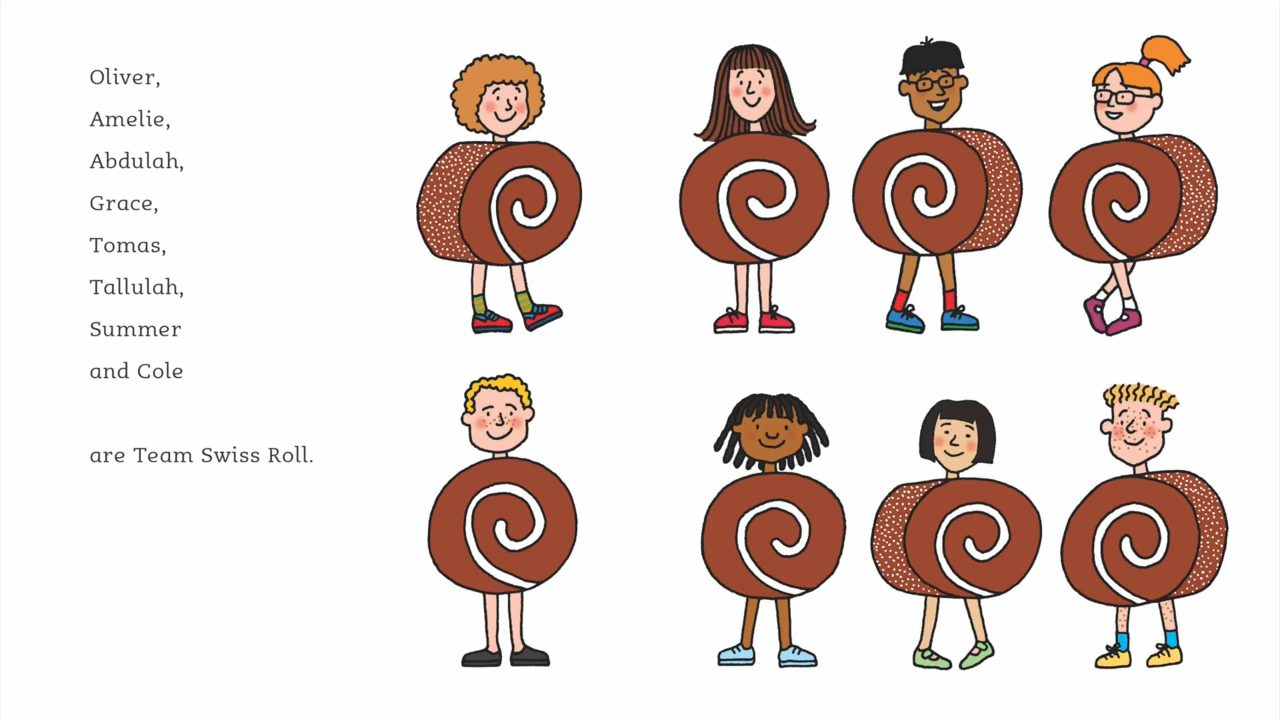 Oliver,
Amelie,
Abdulah,
Grace,
Tomas,
Tallulah,
Summer
and Cole
are Team Swiss Roll.